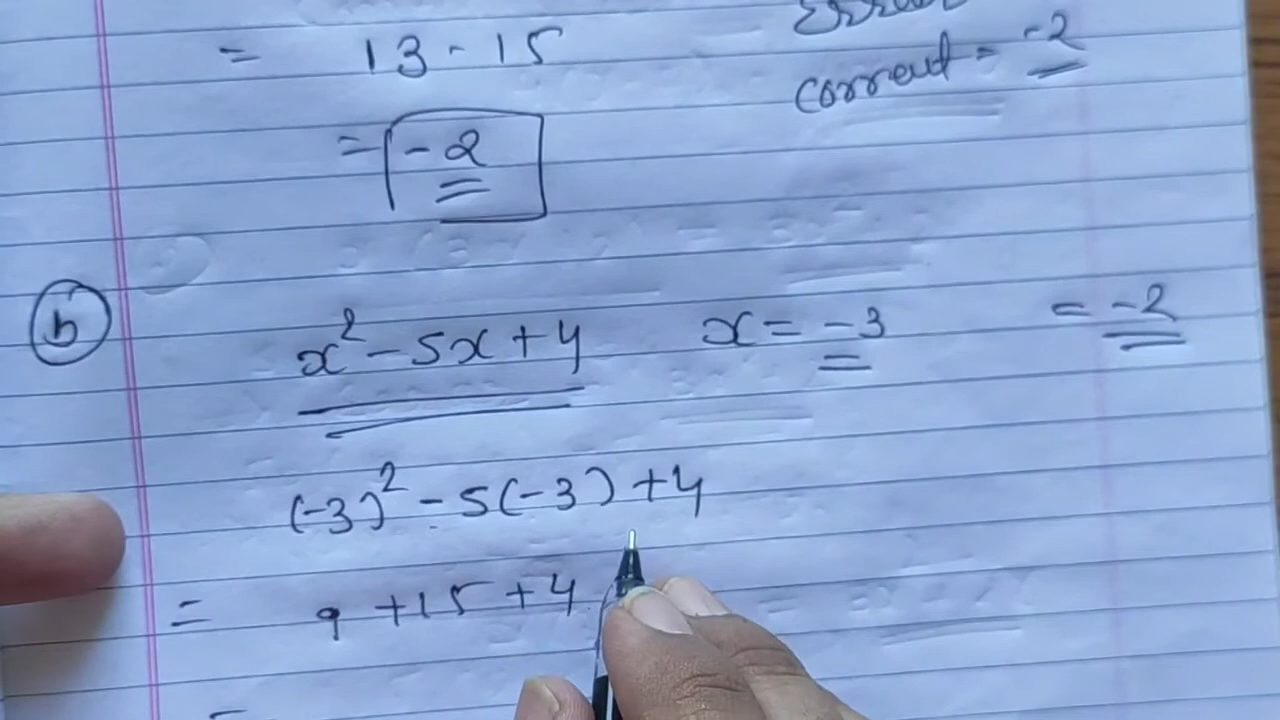 = 13 - 15
correct = -2
= -2
b x² - 5x + 4 x = -3 = -2
(-3)² - 5(-3) + 4
= 9 + 15 + 4
=